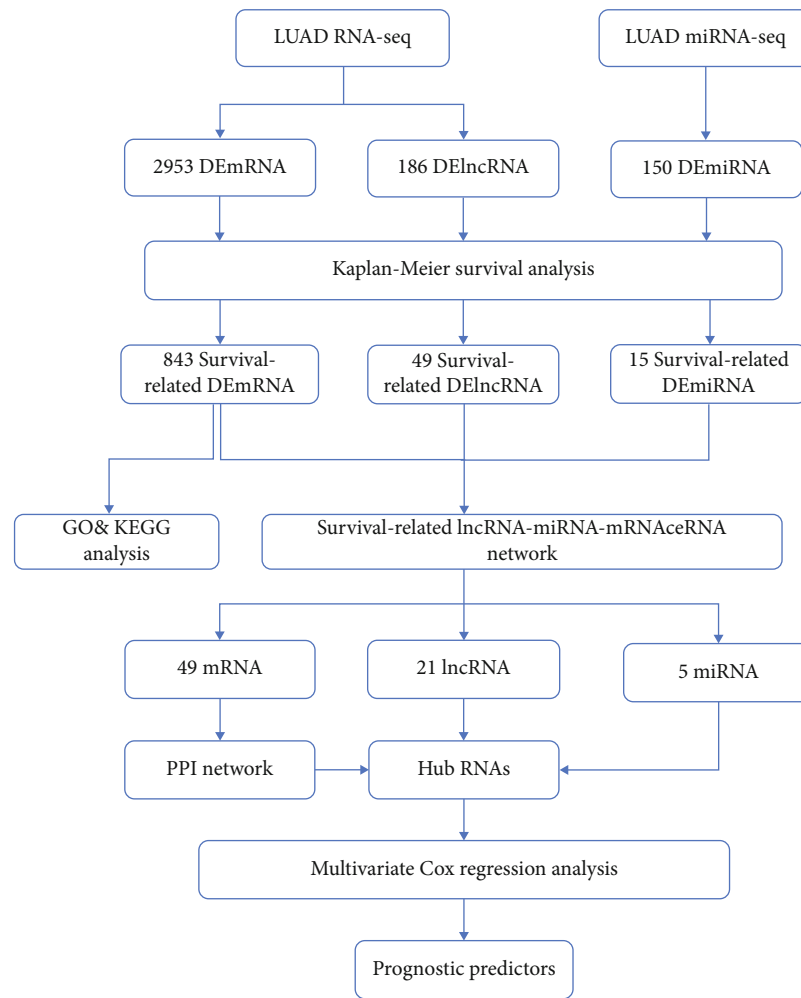 LUAD RNA-seq
LUAD miRNA-seq
2953 DEmRNA
186 DElncRNA
150 DEmiRNA
Kaplan-Meier survival analysis
843 Survival-
related DEmRNA
49 Survival-
related DElncRNA
15 Survival-related
DEmiRNA
GO& KEGG
analysis
Survival-related lncRNA-miRNA-mRNAceRNA
network
49 mRNA
21 lncRNA
5 miRNA
PPI network
Hub RNAs
Multivariate Cox regression analysis
Prognostic predictors